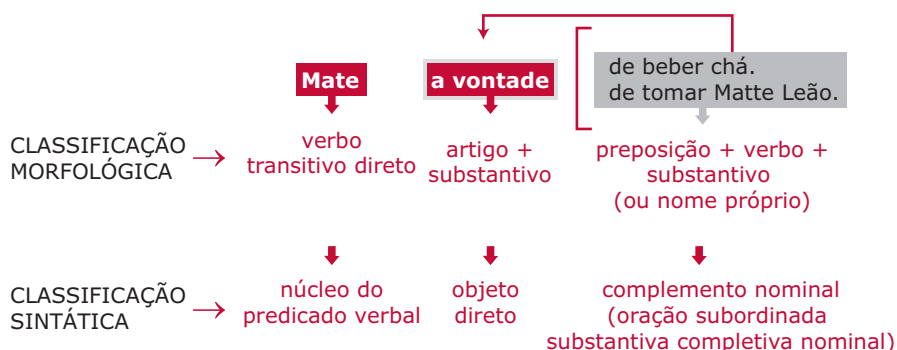 Mate
a vontade
de beber chá.
de tomar Matte Leão.
CLASSIFICAÇÃO
MORFOLÓGICA
verbo
transitivo direto
artigo +
substantivo
preposição + verbo +
substantivo
(ou nome próprio)
CLASSIFICAÇÃO
SINTÁTICA
núcleo do
predicado verbal
objeto
direto
complemento nominal
(oração subordinada
substantiva completiva nominal)